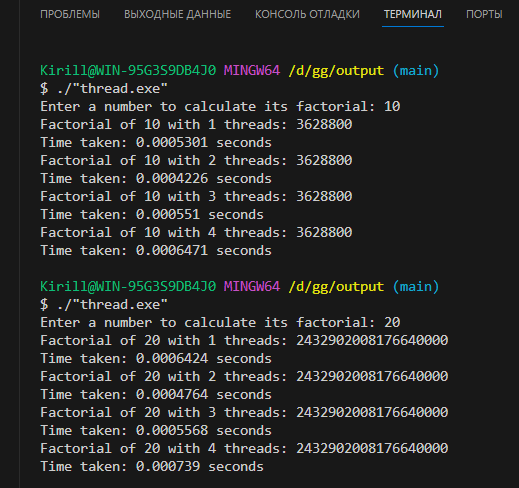 ПРОБЛЕМЫ ВЫХОДНЫЕ ДАННЫЕ КОНСОЛЬ ОТЛАДКИ ТЕРМИНАЛ ПОРТЫ
Kirill@WIN-95G3S9DB4J0 MINGW64 /d/gg/output (main)
$ ./"thread.exe"
Enter a number to calculate its factorial: 10
Factorial of 10 with 1 threads: 3628800
Time taken: 0.0005301 seconds
Factorial of 10 with 2 threads: 3628800
Time taken: 0.0004226 seconds
Factorial of 10 with 3 threads: 3628800
Time taken: 0.000551 seconds
Factorial of 10 with 4 threads: 3628800
Time taken: 0.0006471 seconds
Kirill@WIN-95G3S9DB4J0 MINGW64 /d/gg/output (main)
$ ./"thread.exe"
Enter a number to calculate its factorial: 20
Factorial of 20 with 1 threads: 2432902008176640000
Time taken: 0.0006424 seconds
Factorial of 20 with 2 threads: 2432902008176640000
Time taken: 0.0004764 seconds
Factorial of 20 with 3 threads: 2432902008176640000
Time taken: 0.0005568 seconds
Factorial of 20 with 4 threads: 2432902008176640000
Time taken: 0.000739 seconds